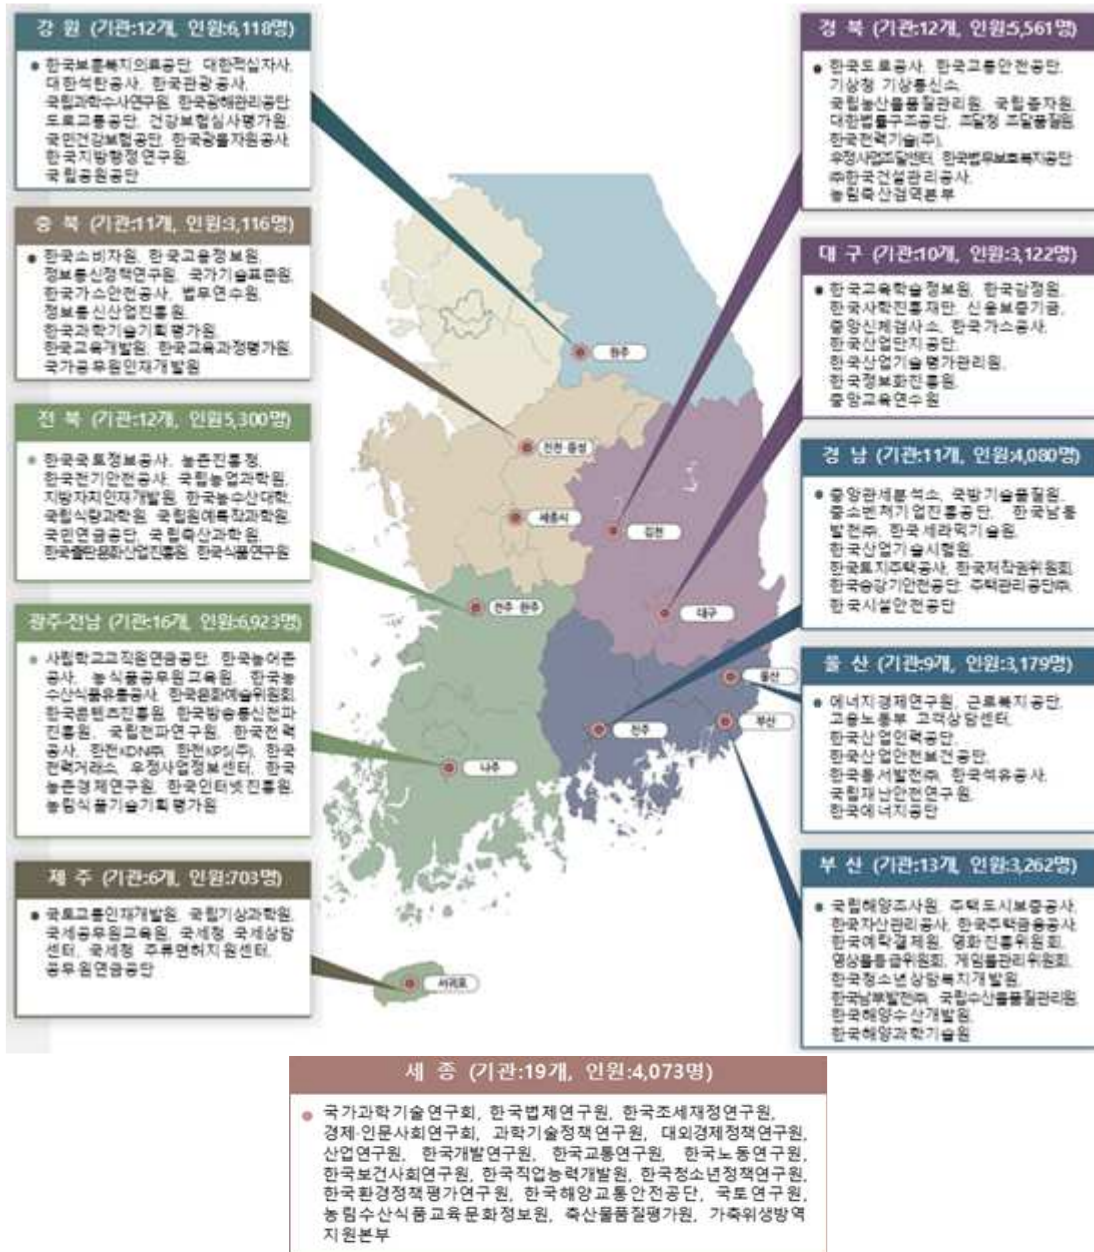 강 원 (기관:12개, 인원:6,118명)
한국보훈복지의료공단, 대한적십자사,
대한석탄공사, 한국관광공사,
국립과학수사연구원, 한국광해관리공단
도로교통공단, 건강보험심사평가원,
국민건강보험공단, 한국광물자원공사,
한국지방행정연구원,
국립공원공단
충 북 (기관:11개, 인원:3,116명)
한국소비자원, 한국고용정보원,
정보통신정책연구원, 국가기술표준원,
한국가스안전공사, 법무연수원,
정보통신산업진흥원,
한국과학기술기획평가원,
한국교육개발원, 한국교육과정평가원,
국가공무원인재개발원
전 북 (기관:12개, 인원5,300명)
한국국토정보공사, 농촌진흥청,
한국전기안전공사, 국립농업과학원,
지방자치인재개발원, 한국농수산대학,
국립식량과학원, 국립원예특작과학원,
국민연금공단, 국립축산과학원,
한국출판문화산업진흥원, 한국식품연구원
광주·전남 (기관:16개, 인원:6,923명)
사립학교교직원연금공단, 한국농어촌
공사, 농식품공무원교육원, 한국농
수산식품유통공사, 한국문화예술위원회,
한국콘텐츠진흥원, 한국방송통신전파
진흥원, 국립전파연구원, 한국전력
공사, 한전KDN㈜, 한전KPS(주), 한국
전력거래소, 우정사업정보센터, 한국
농촌경제연구원, 한국인터넷진흥원,
농림식품기술기획평가원
제 주 (기관:6개, 인원:703명)
국토교통인재개발원, 국립기상과학원,
국세공무원교육원, 국세청 국세상담
센터, 국세청 주류면허지원센터,
공무원연금공단
원주
진천·음성
세종시
김천
전주·완주
대구
울산
부산
진주
나주
서귀포
경 북 (기관:12개, 인원:5,561명)
한국도로공사, 한국교통안전공단,
기상청 기상통신소,
국립농산물품질관리원, 국립종자원,
대한법률구조공단, 조달청 조달품질원,
한국전력기술(주),
우정사업조달센터, 한국법무보호복지공단
㈜한국건설관리공사,
농림축산검역본부
대 구 (기관:10개, 인원:3,122명)
한국교육학술정보원, 한국감정원,
한국사학진흥재단, 신용보증기금,
중앙신체검사소, 한국가스공사,
한국산업단지공단,
한국산업기술평가관리원,
한국정보화진흥원,
중앙교육연수원
경 남 (기관:11개, 인원:4,080명)
중앙관세분석소, 국방기술품질원,
중소벤처기업진흥공단, 한국남동
발전㈜, 한국세라믹기술원,
한국산업기술시험원,
한국토지주택공사, 한국저작권위원회,
한국승강기안전공단, 주택관리공단㈜,
한국시설안전공단
울 산 (기관:9개, 인원:3,179명)
에너지경제연구원, 근로복지공단,
고용노동부 고객상담센터,
한국산업인력공단,
한국산업안전보건공단,
한국동서발전㈜, 한국석유공사,
국립재난안전연구원,
한국에너지공단
부 산 (기관:13개, 인원:3,262명)
국립해양조사원, 주택도시보증공사,
한국자산관리공사, 한국주택금융공사,
한국예탁결제원, 영화진흥위원회,
영상물등급위원회, 게임물관리위원회,
한국청소년상담복지개발원,
한국남부발전㈜, 국립수산물품질관리원,
한국해양수산개발원,
한국해양과학기술원
세 종 (기관:19개, 인원:4,073명)
국가과학기술연구회, 한국법제연구원, 한국조세재정연구원,
경제·인문사회연구회, 과학기술정책연구원, 대외경제정책연구원,
산업연구원, 한국개발연구원, 한국교통연구원, 한국노동연구원,
한국보건사회연구원, 한국직업능력개발원, 한국청소년정책연구원,
한국환경정책평가연구원, 한국해양교통안전공단, 국토연구원,
농림수산식품교육문화정보원, 축산물품질평가원, 가축위생방역
지원본부